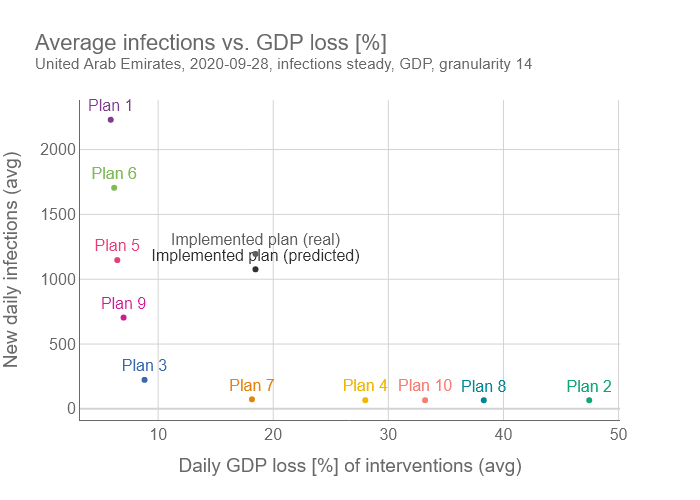 Average infections vs. GDP loss [%]
United Arab Emirates, 2020-09-28, infections steady, GDP, granularity 14
Plan 1
2000
Plan 6
1500
Plan 5
Implemented plan (real)
Implemented plan (predicted)
1000
Plan 9
500
Plan 3
Plan 7
Plan 4
Plan 10
Plan 8
Plan 2
0
10
20
30
40
50
New daily infections (avg)
Daily GDP loss [%] of interventions (avg)